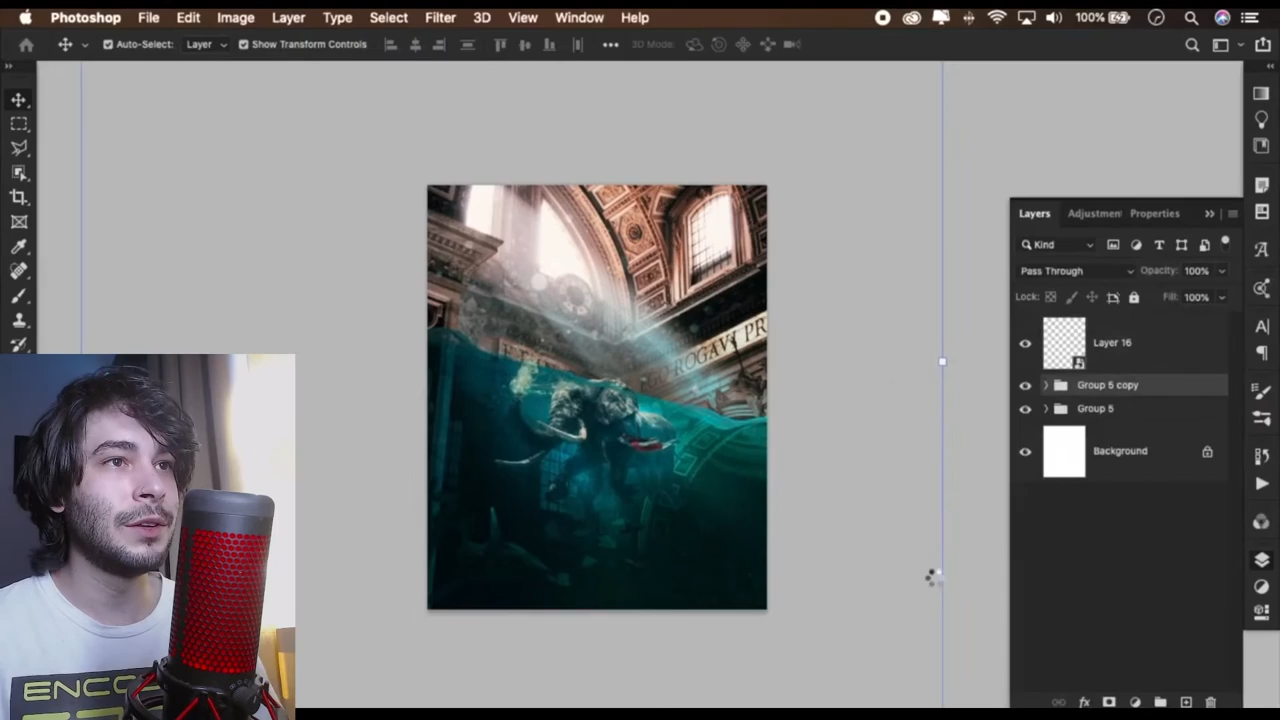 Photoshop File Edit Image Layer Type Select Filter 3D View Window Help 100%
Auto-Select: Layer Show Transform Controls 3D Mode:
Layers Adjustmen Properties
Kind
Pass Through Opacity: 100%
Lock: Fill: 100%
Layer 16
Group 5 copy
Group 5
Background
ROGAVI PR
ENCO